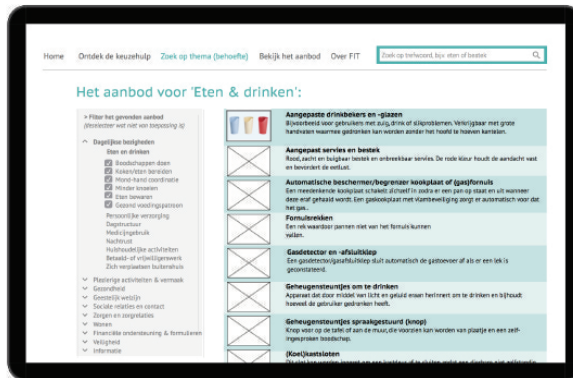 Home Ontdek de keuzehulp Zoek op thema (behoefte) Bekijk het aanbod Over FIT Zoek op trefwoord, bijv. eten of bestek
Het aanbod voor 'Eten & drinken':
> Filter het gevonden aanbod
(deselecteer wat niet van toepassing is)
Dagelijkse bezigheden
Eten en drinken
Boodschappen doen
Koken/eten bereiden
Mond-hand coordinatie
Minder knoeien
Eten bewaren
Gezond voedingspatroon
Persoonlijke verzorging
Dagstructuur
Medicijngebruik
Nachtrust
Huishoudelijke activiteiten
Betaald- of vrijwilligerswerk
Zich verplaatsen buitenshuis
Plezierige activiteiten & vermaak
Gezondheid
Geestelijk welzijn
Sociale relaties en contact
Zorgen en zorgrelaties
Wonen
Financiële ondersteuning & formulieren
Veiligheid
Informatie
Aangepaste drinkbekers en -glazen
Bijvoorbeeld voor gebruikers met zuig, drink of slikproblemen. Verkrijgbaar met grote
handvaten waarmee gedronken kan worden zonder het hoofd te hoeven kantelen.
Aangepast servies en bestek
Rood, zacht en buigbaar bestek en onbreekbaar servies. De rode kleur houdt de aandacht vast
en bevordert de eetlust.
Automatische beschermer/begrenzer kookplaat of (gas)fornuis
Een meedenkende kookplaat schakelt zichzelf in zodra er een pan op staat en uit wanneer
deze eraf gehaald wordt. Een gaskookplaat met vlambeveiliging zorgt er automatisch voor dat
het gas..
Fornuisrekken
Een rek waardoor pannen niet van het fornuis kunnen
vallen.
Gasdetector en -afsluitklep
Een gasdetector/gasafsluitklep sluit automatisch de gastoevoer af als er een lek is
geconstateerd.
Geheugensteuntjes om te drinken
Apparaat dat door middel van licht en geluid eraan herinnert om te drinken en bijhoudt
hoeveel de gebruiker gedronken heeft.
Geheugensteuntjes spraakgestuurd (knop)
Knop voor op de tafel of aan de muur, die voorzien kan worden van plaatje en een zelf-
ingesproken boodschap.
(Koel)kastsloten